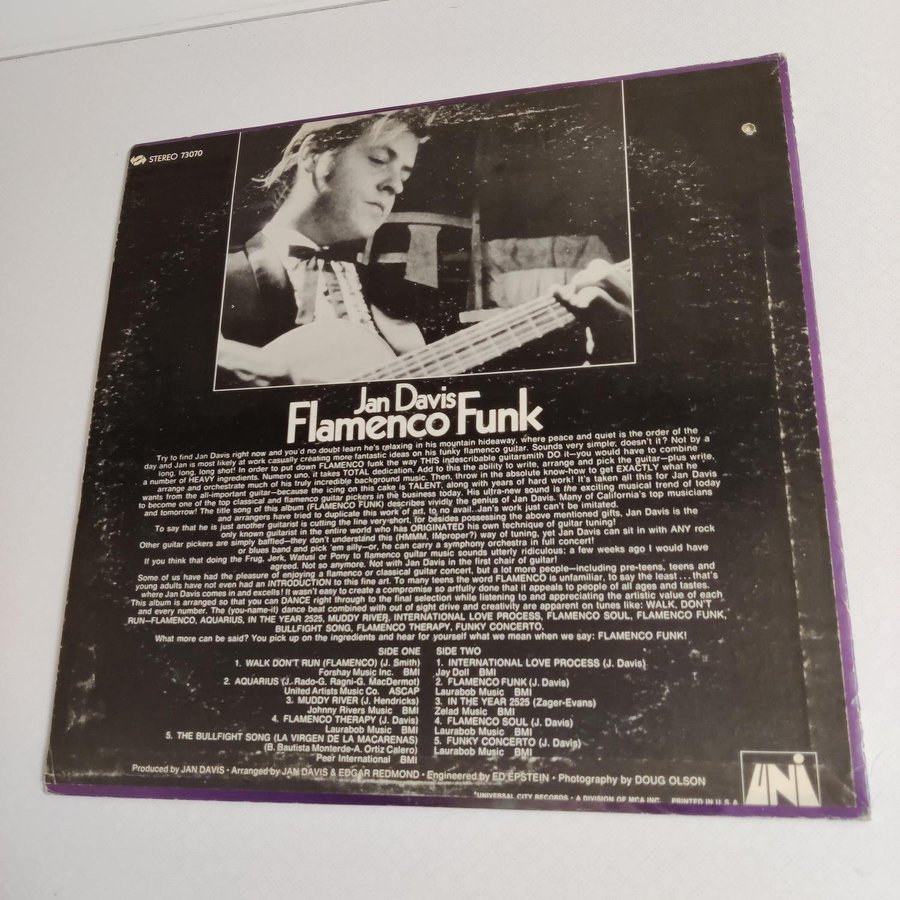 STEREO 73070
Jan Davis
Flamenco Funk
Try to find Jan Davis right now and you'd no doubt learn he's relaxing in his mountain hideaway, where peace and quiet is the order of the
day and Jan is most likely at work casually creating more fantastic ideas on his funky flamenco guitar. Sounds very simple, doesn't it? Not by a
long, long, long shot! In order to put down FLAMENCO funk the way THIS indescribable guitarsmith DO it—you would have to combine
a number of HEAVY ingredients. Numero uno, it takes TOTAL dedication. Add to this the ability to write, arrange and pick the guitar—plus write,
arrange and orchestrate much of his truly incredible background music. Then, throw in the absolute know-how to get EXACTLY what he
wants from the all-important guitar—because the icing on this cake is TALENT, along with years of hard work! It's taken all this for Jan Davis
to become one of the top classical and flamenco guitar pickers in the business today. His ultra-new sound is the exciting musical trend of today
and tomorrow! The title song of this album (FLAMENCO FUNK) describes vividly the genius of Jan Davis. Many of California's top musicians
and arrangers have tried to duplicate this work of art, to no avail. Jan's work just can't be imitated.
To say that he is just another guitarist is cutting the line very short, for besides possessing the above mentioned gifts, Jan Davis is the
only known guitarist in the entire world who has ORIGINATED his own technique of guitar tuning!
Other guitar pickers are simply baffled—they don't understand this (HMMM, IMproper?) way of tuning, yet Jan Davis can sit in with ANY rock
or blues band and pick 'em silly—or, he can carry a symphony orchestra in full concert!
If you think that doing the Frug, Jerk, Watusi or Pony to flamenco guitar music sounds utterly ridiculous: a few weeks ago I would have
agreed. Not so anymore. Not with Jan Davis in the first chair of guitar!
Some of us have had the pleasure of enjoying a flamenco or classical guitar concert, but a lot more people—including pre-teens, teens and
young adults have not even had an INTRODUCTION to this fine art. To many teens the word FLAMENCO is unfamiliar, to say the least...that's
where Jan Davis comes in and excells! It wasn't easy to create a compromise so artfully done that it appeals to people of all ages and tastes.
This album is arranged so that you can DANCE right through to the final selection while listening to and appreciating the artistic value of each
and every number. The (you-name-it) dance beat combined with out of sight drive and creativity are apparent on tunes like: WALK, DON'T
RUN—FLAMENCO, AQUARIUS, IN THE YEAR 2525, MUDDY RIVER, INTERNATIONAL LOVE PROCESS, FLAMENCO SOUL, FLAMENCO FUNK,
BULLFIGHT SONG, FLAMENCO THERAPY, FUNKY CONCERTO.
What more can be said? You pick up on the ingredients and hear for yourself what we mean when we say: FLAMENCO FUNK!
SIDE ONE
1. WALK DON'T RUN (FLAMENCO) (J. Smith)
Forshay Music Inc. BMI
2. AQUARIUS (J. Rado-G. Ragni-G. MacDermot)
United Artists Music Co. ASCAP
3. MUDDY RIVER (J. Hendricks)
Johnny Rivers Music BMI
4. FLAMENCO THERAPY (J. Davis)
Laurabob Music BMI
5. THE BULLFIGHT SONG (LA VIRGEN DE LA MACARENAS)
(B. Bautista Monterde-A. Ortiz Calero)
Peer International BMI
SIDE TWO
1. INTERNATIONAL LOVE PROCESS (J. Davis)
Jay Doll BMI
2. FLAMENCO FUNK (J. Davis)
Laurabob Music BMI
3. IN THE YEAR 2525 (Zager-Evans)
Zelad Music BMI
4. FLAMENCO SOUL (J. Davis)
Laurabob Music BMI
5. FUNKY CONCERTO (J. Davis)
Laurabob Music BMI
Produced by JAN DAVIS • Arranged by JAN DAVIS & EDGAR REDMOND • Engineered by ED EPSTEIN • Photography by DOUG OLSON
UNIVERSAL CITY RECORDS • A DIVISION OF MCA INC. PRINTED IN U.S.A
UNI